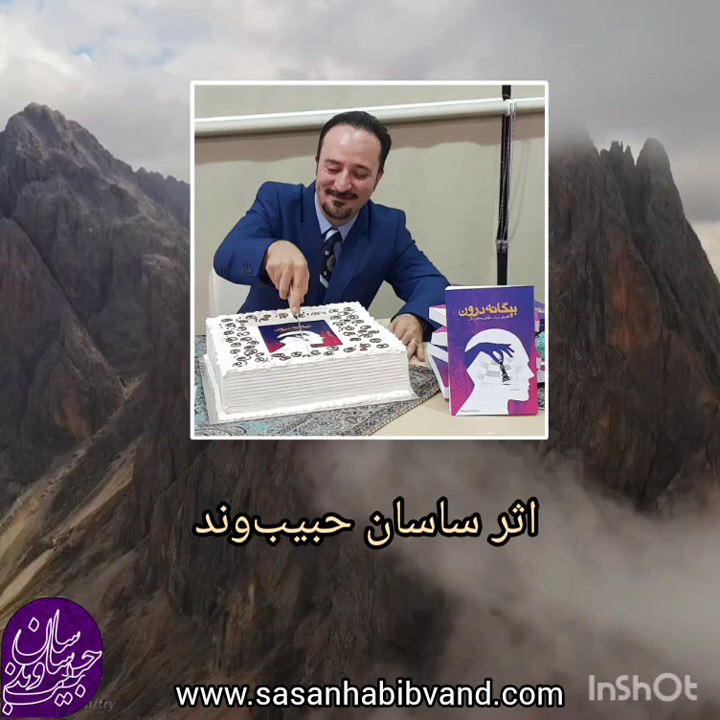 بیگانه درون
اثر ساسان حبیب‌وند
ساسان
حبیب‌وند
www.sasanhabibvand.com
InShOt